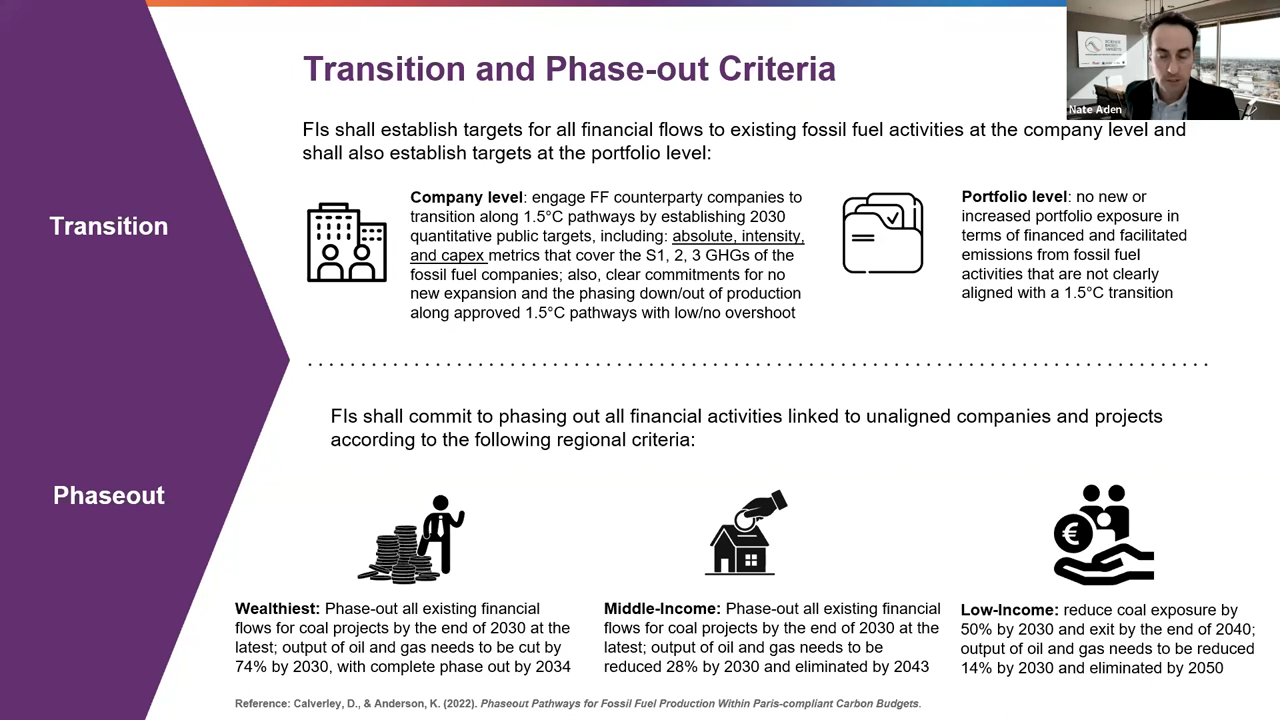 Transition and Phase-out Criteria
Nate Aden
FIs shall establish targets for all financial flows to existing fossil fuel activities at the company level and
shall also establish targets at the portfolio level:
Transition
Company level: engage FF counterparty companies to
transition along 1.5°C pathways by establishing 2030
quantitative public targets, including: absolute, intensity,
and capex metrics that cover the S1, 2, 3 GHGs of the
fossil fuel companies; also, clear commitments for no
new expansion and the phasing down/out of production
along approved 1.5°C pathways with low/no overshoot
Portfolio level: no new or
increased portfolio exposure in
terms of financed and facilitated
emissions from fossil fuel
activities that are not clearly
aligned with a 1.5°C transition
FIs shall commit to phasing out all financial activities linked to unaligned companies and projects
according to the following regional criteria:
Phaseout
€
Wealthiest: Phase-out all existing financial
flows for coal projects by the end of 2030 at the
latest; output of oil and gas needs to be cut by
74% by 2030, with complete phase out by 2034
Middle-Income: Phase-out all existing financial
flows for coal projects by the end of 2030 at the
latest; output of oil and gas needs to be
reduced 28% by 2030 and eliminated by 2043
Low-Income: reduce coal exposure by
50% by 2030 and exit by the end of 2040;
output of oil and gas needs to be reduced
14% by 2030 and eliminated by 2050
Reference: Calverley, D., & Anderson, K. (2022). Phaseout Pathways for Fossil Fuel Production Within Paris-compliant Carbon Budgets.